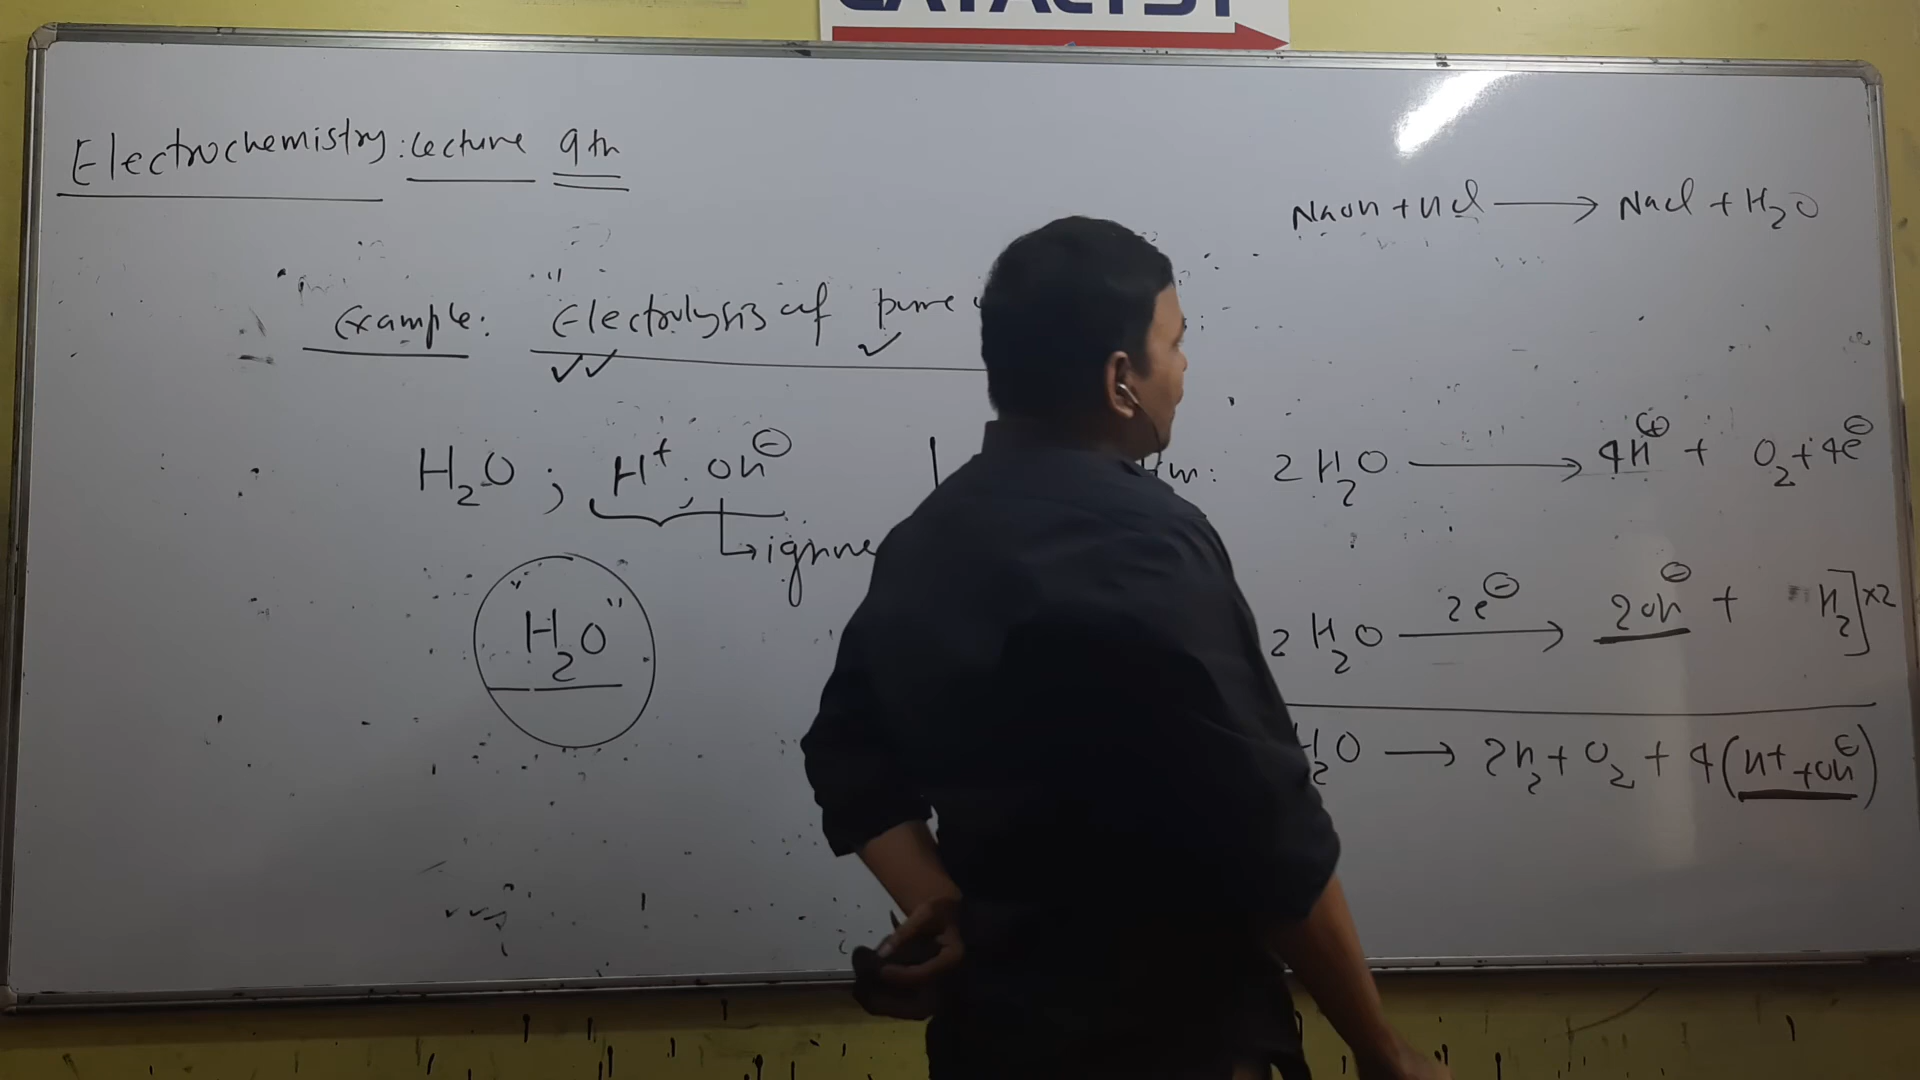 CATALYST
Electrochemistry: Lecture 9th
NaOH + HCl ⟶ NaCl + H₂O
Example: Electrolysis of pure
H₂O ; H⁺, OH⊖
2H₂O ⟶ 4H⊕ + O₂ + 4e⊖
ignore
"H₂O"
2H₂O 2e⊖ ⟶ 2OH⊖ + H₂]×2
H₂O ⟶ 2H₂ + O₂ + 4(H⁺ + OH⊖)